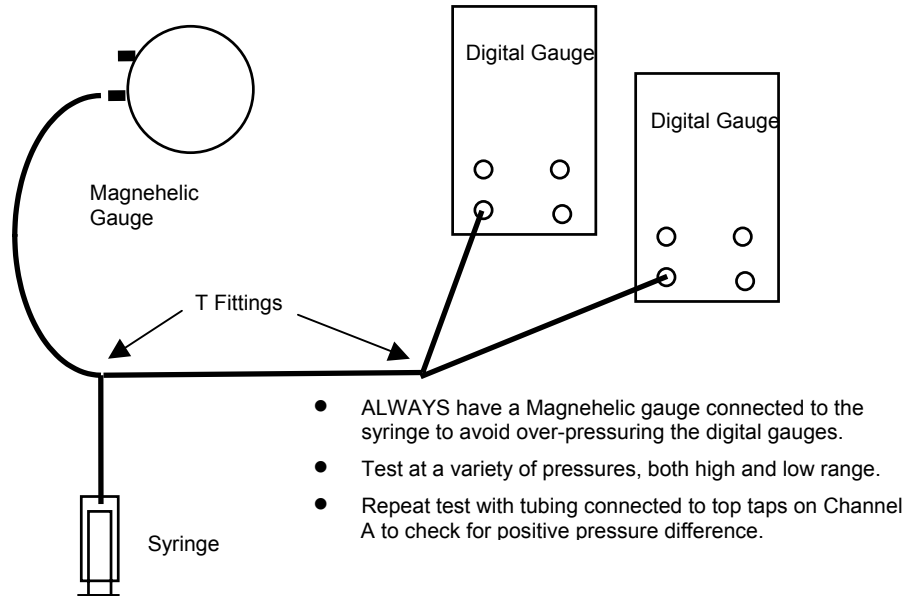 Digital Gauge
Digital Gauge
Magnehelic
Gauge
T Fittings
● ALWAYS have a Magnehelic gauge connected to the
syringe to avoid over-pressuring the digital gauges.
● Test at a variety of pressures, both high and low range.
● Repeat test with tubing connected to top taps on Channel
A to check for positive pressure difference.
Syringe